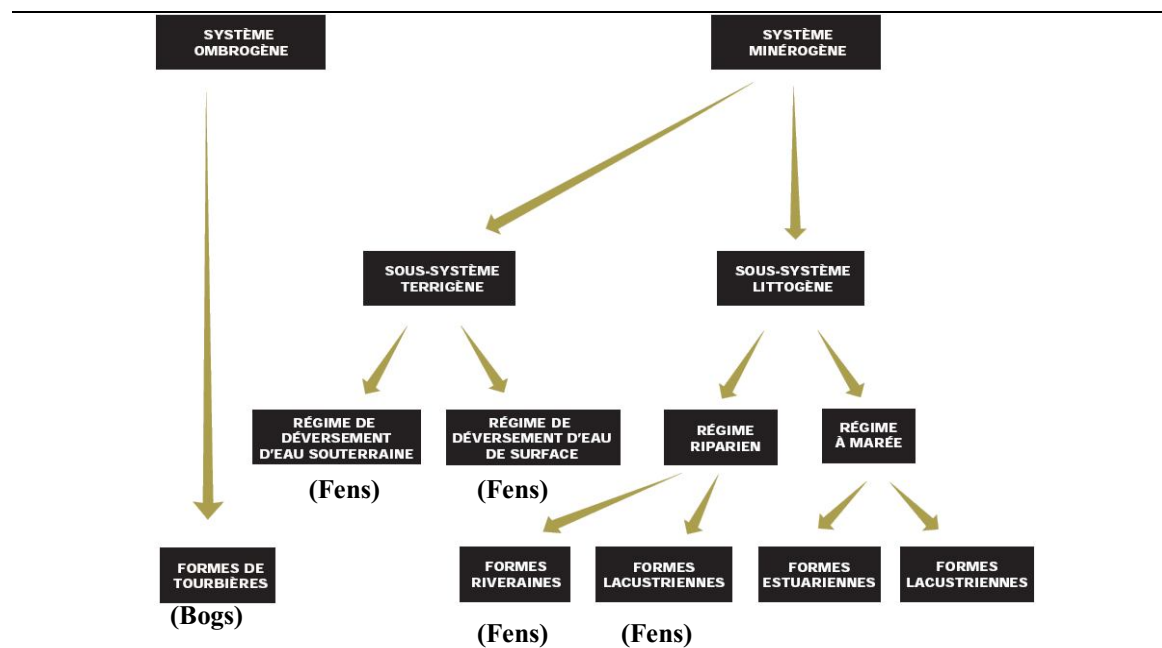 SYSTÈME
OMBROGÈNE
SYSTÈME
MINÉROGÈNE
SOUS-SYSTÈME
TERRIGÈNE
SOUS-SYSTÈME
LITTOGÈNE
RÉGIME DE
DÉVERSEMENT
D'EAU SOUTERRAINE
RÉGIME DE
DÉVERSEMENT D'EAU
DE SURFACE
RÉGIME
RIPARIEN
RÉGIME
À MARÉE
(Fens)
(Fens)
FORMES DE
TOURBIÈRES
FORMES
RIVERAINES
FORMES
LACUSTRIENNES
FORMES
ESTUARIENNES
FORMES
LACUSTRIENNES
(Bogs)
(Fens)
(Fens)